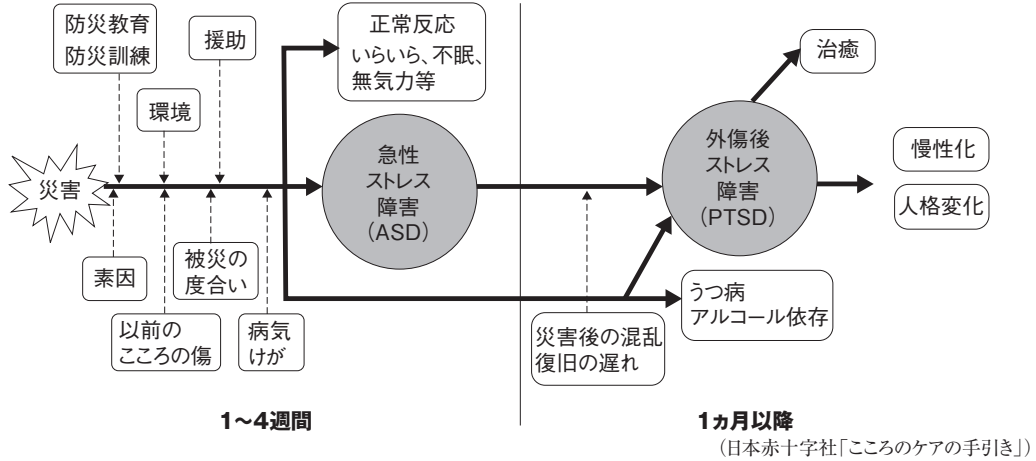 防災教育
防災訓練
援助
環境
災害
素因
以前の
こころの傷
被災の
度合い
病気
けが
正常反応
いらいら、不眠、
無気力等
急性
ストレス
障害
(ASD)
外傷後
ストレス
障害
(PTSD)
治癒
慢性化
人格変化
うつ病
アルコール依存
災害後の混乱
復旧の遅れ
1〜4週間
1ヵ月以降
(日本赤十字社「こころのケアの手引き」)